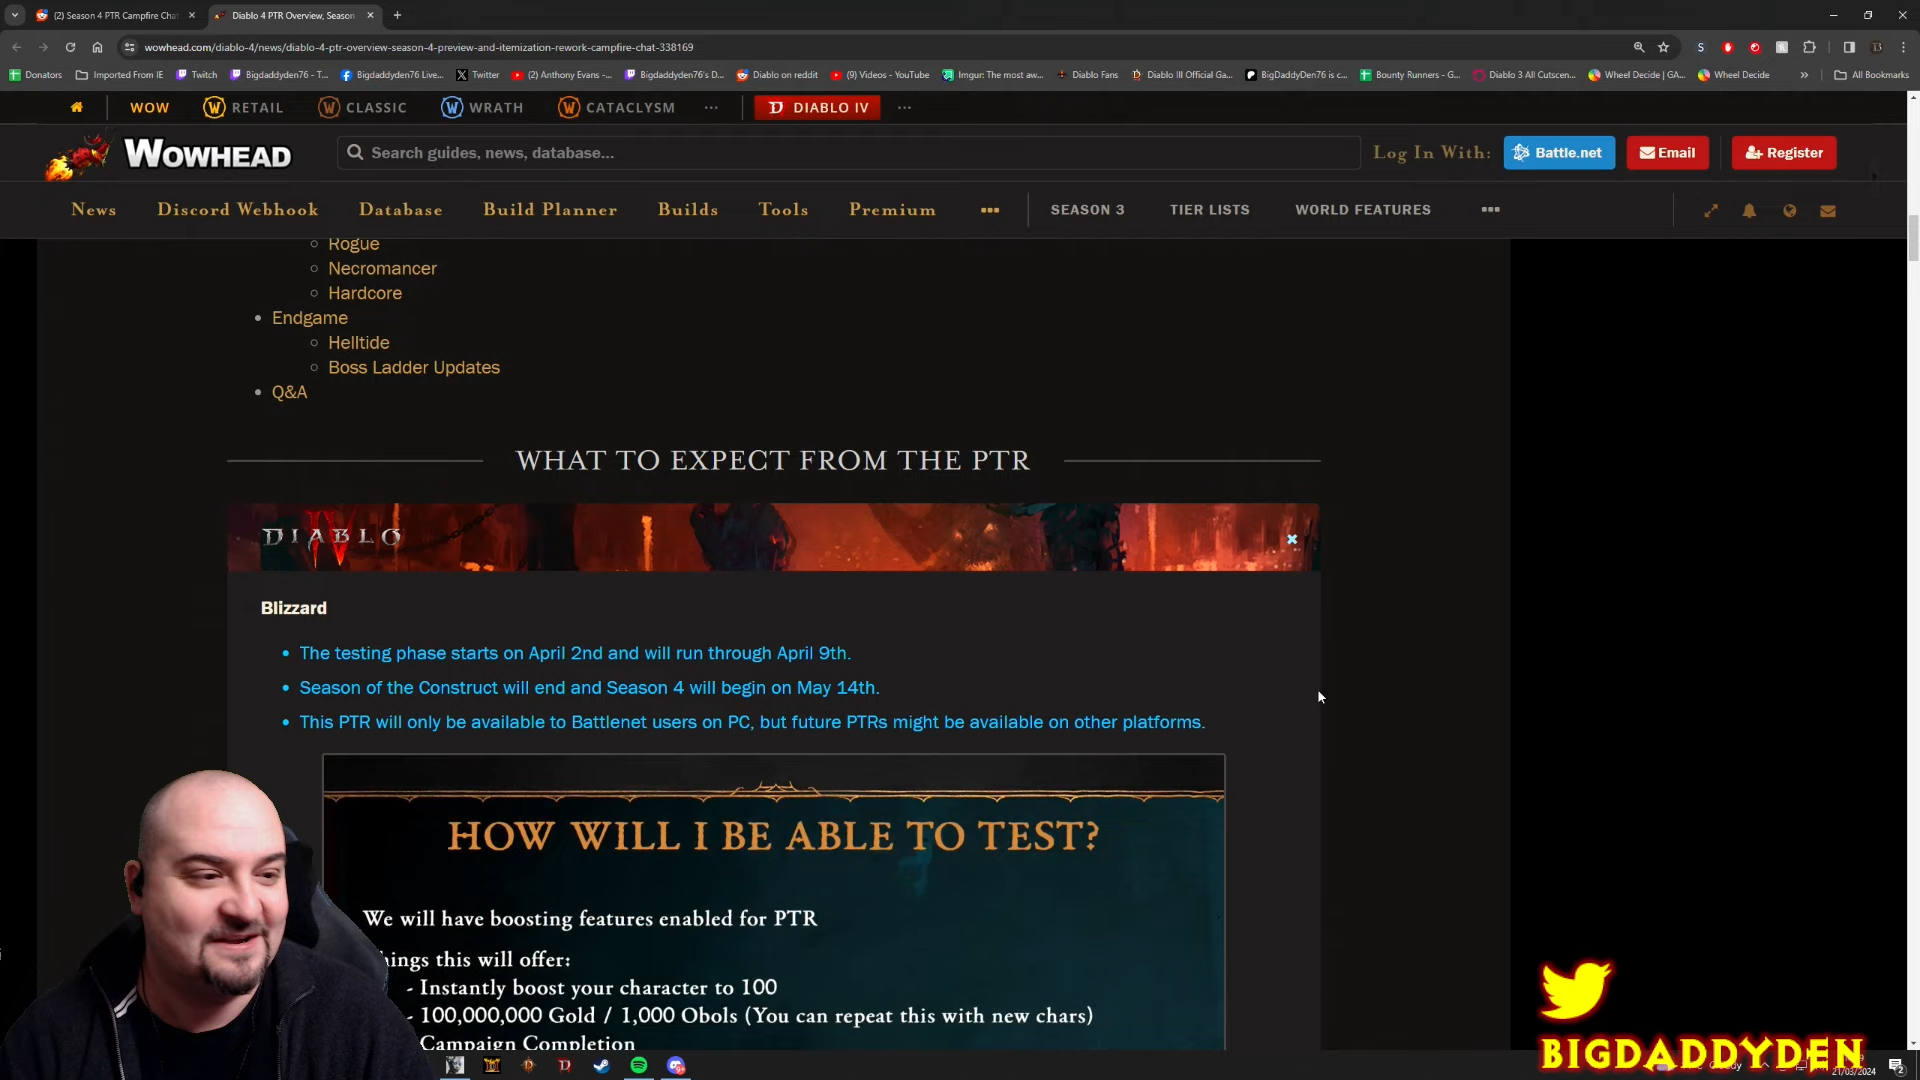 (2) Season 4 PTR Campfire Cha
Diablo 4 PTR Overview, Season
wowhead.com/diablo-4/news/diablo-4-ptr-overview-season-4-preview-and-itemization-rework-campfire-chat-338169
Donators
Imported From IE
Twitch
Bigdaddyden76 - T...
Bigdaddyden76 Live...
Twitter
(2) Anthony Evans -...
Bigdaddyden76's D...
Diablo on reddit
(9) Videos - YouTube
Imgur: The most aw...
Diablo Fans
Diablo III Official Ga...
BigDaddyDen76 is c...
Bounty Runners - G...
Diablo 3 All Cutscen...
Wheel Decide | GA...
Wheel Decide
All Bookmarks
WOW
RETAIL
CLASSIC
WRATH
CATACLYSM
DIABLO IV
WOWHEAD
Search guides, news, database...
Log In With:
Battle.net
Email
Register
News
Discord Webhook
Database
Build Planner
Builds
Tools
Premium
SEASON 3
TIER LISTS
WORLD FEATURES
Rogue
Necromancer
Hardcore
Endgame
Helltide
Boss Ladder Updates
Q&A
WHAT TO EXPECT FROM THE PTR
DIABLO IV
Blizzard
The testing phase starts on April 2nd and will run through April 9th.
Season of the Construct will end and Season 4 will begin on May 14th.
This PTR will only be available to Battlenet users on PC, but future PTRs might be available on other platforms.
HOW WILL I BE ABLE TO TEST?
We will have boosting features enabled for PTR
hings this will offer:
- Instantly boost your character to 100
- 100,000,000 Gold / 1,000 Obols (You can repeat this with new chars)
Campaign Completion
BIGDADDYDEN
21/03/2024